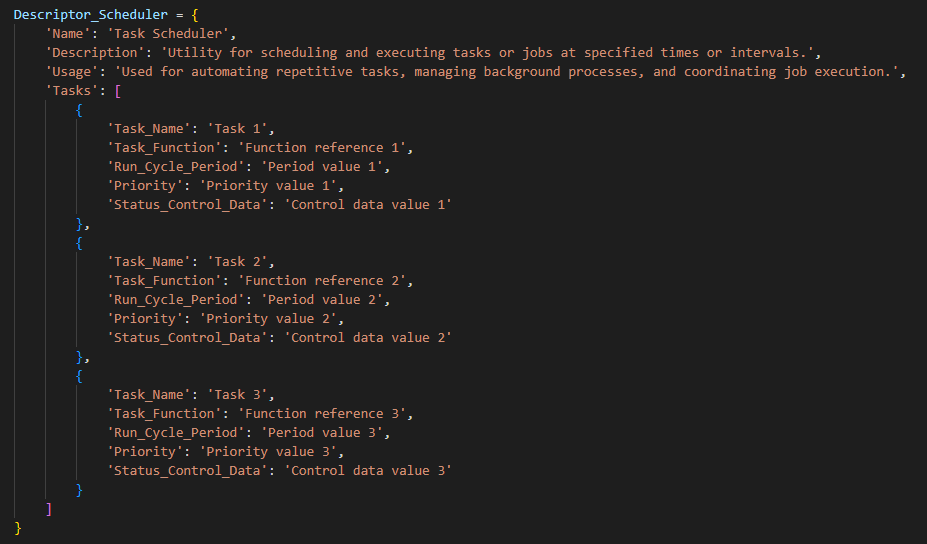 Descriptor_Scheduler = {
    'Name': 'Task Scheduler',
    'Description': 'Utility for scheduling and executing tasks or jobs at specified times or intervals.',
    'Usage': 'Used for automating repetitive tasks, managing background processes, and coordinating job execution.',
    'Tasks': [
        {
            'Task_Name': 'Task 1',
            'Task_Function': 'Function reference 1',
            'Run_Cycle_Period': 'Period value 1',
            'Priority': 'Priority value 1',
            'Status_Control_Data': 'Control data value 1'
        },
        {
            'Task_Name': 'Task 2',
            'Task_Function': 'Function reference 2',
            'Run_Cycle_Period': 'Period value 2',
            'Priority': 'Priority value 2',
            'Status_Control_Data': 'Control data value 2'
        },
        {
            'Task_Name': 'Task 3',
            'Task_Function': 'Function reference 3',
            'Run_Cycle_Period': 'Period value 3',
            'Priority': 'Priority value 3',
            'Status_Control_Data': 'Control data value 3'
        }
    ]
}